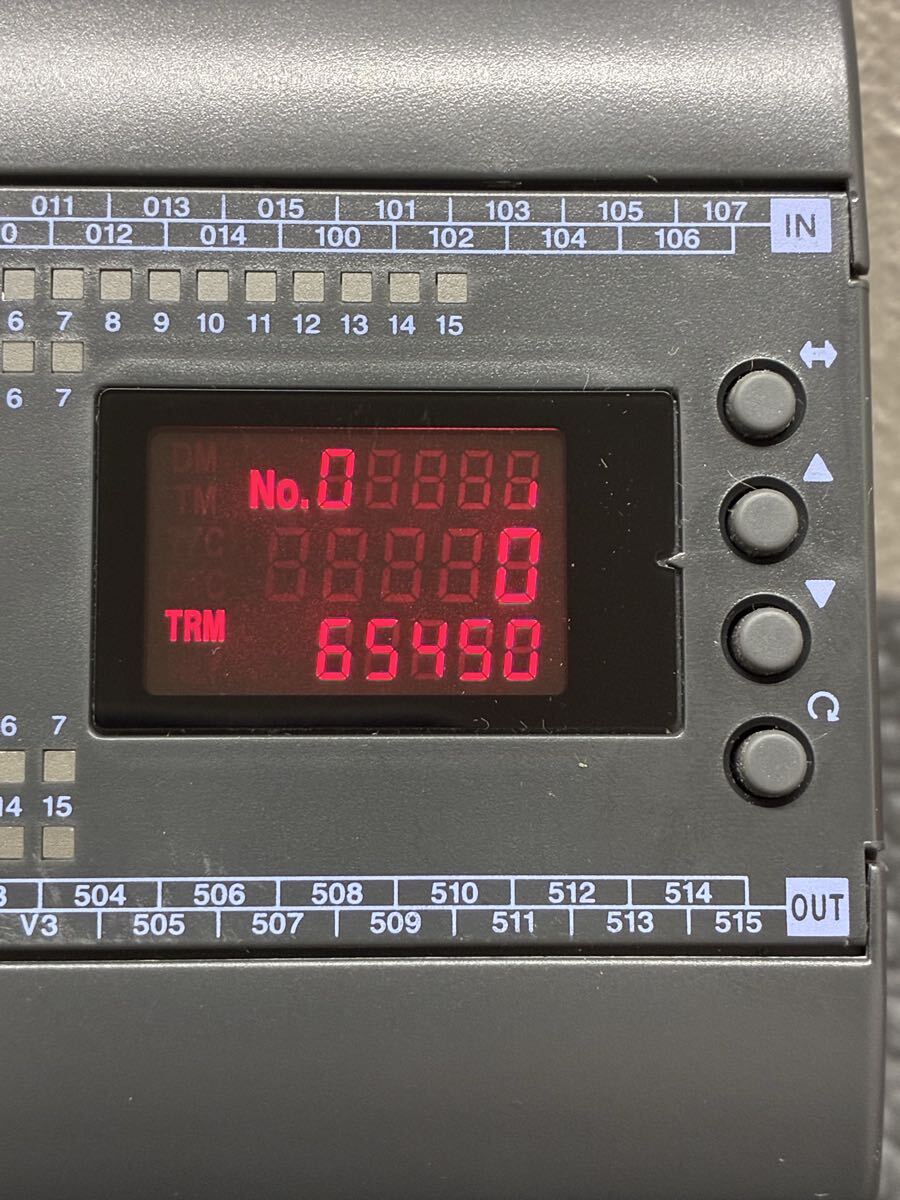 011 013 015 101 103 105 107 IN
0 012 014 100 102 104 106
6 7 8 9 10 11 12 13 14 15
6 7
DM
No. 0
TM
0
TRM 65450
6 7
14 15
504 506 508 510 512 514 OUT
V3 505 507 509 511 513 515